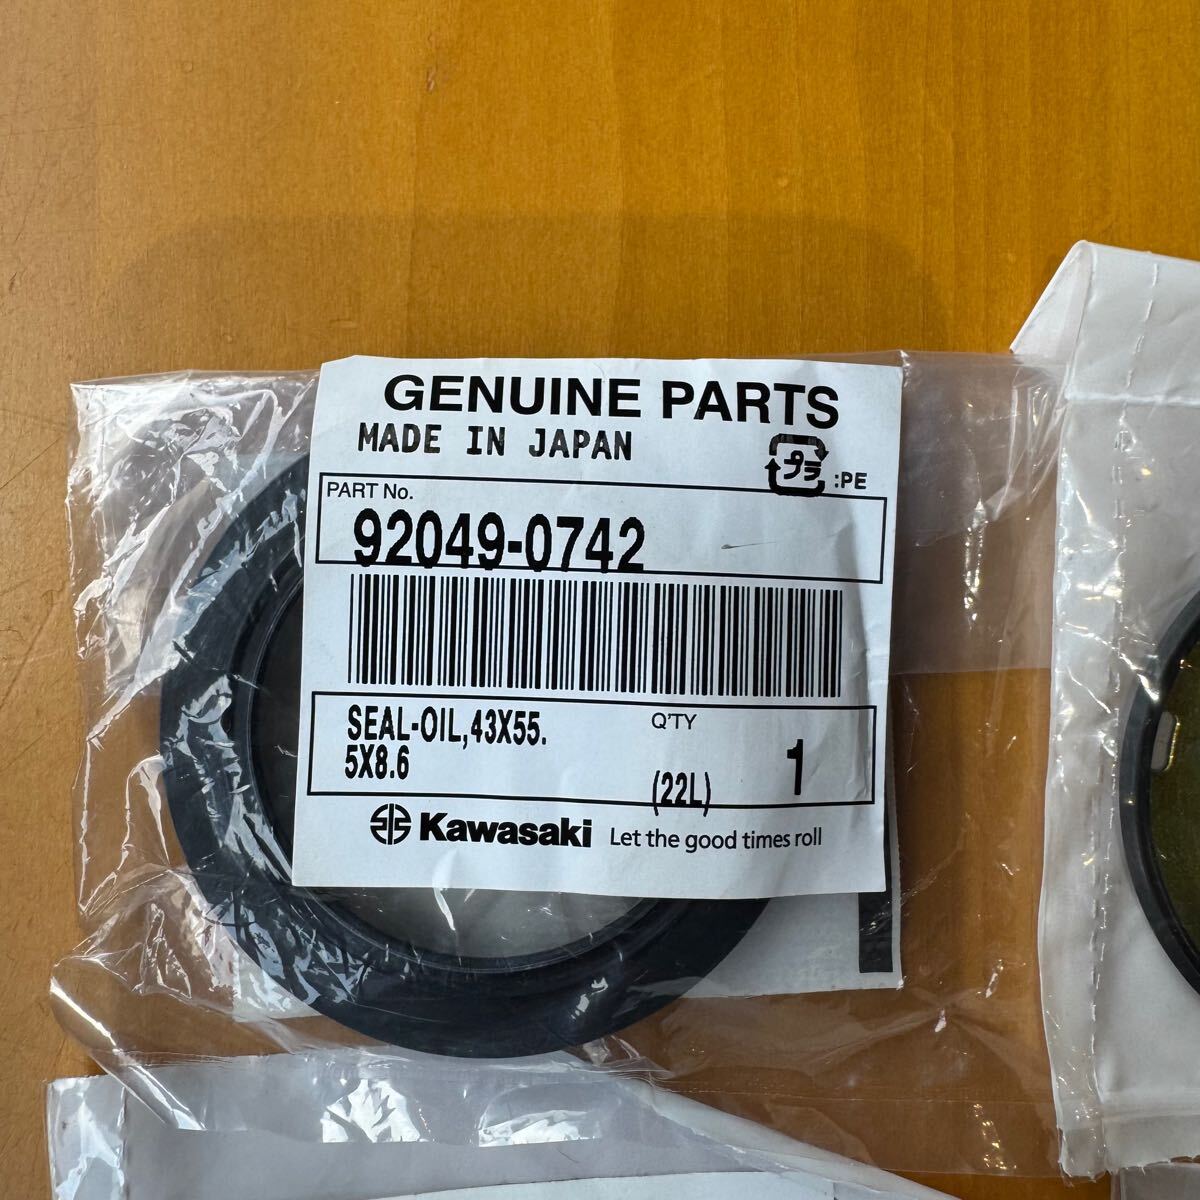 GENUINE PARTS
MADE IN JAPAN
プラ :PE
PART No.
92049-0742
SEAL-OIL,43X55.
5X8.6
Q'TY
(22L) 1
Kawasaki Let the good times roll